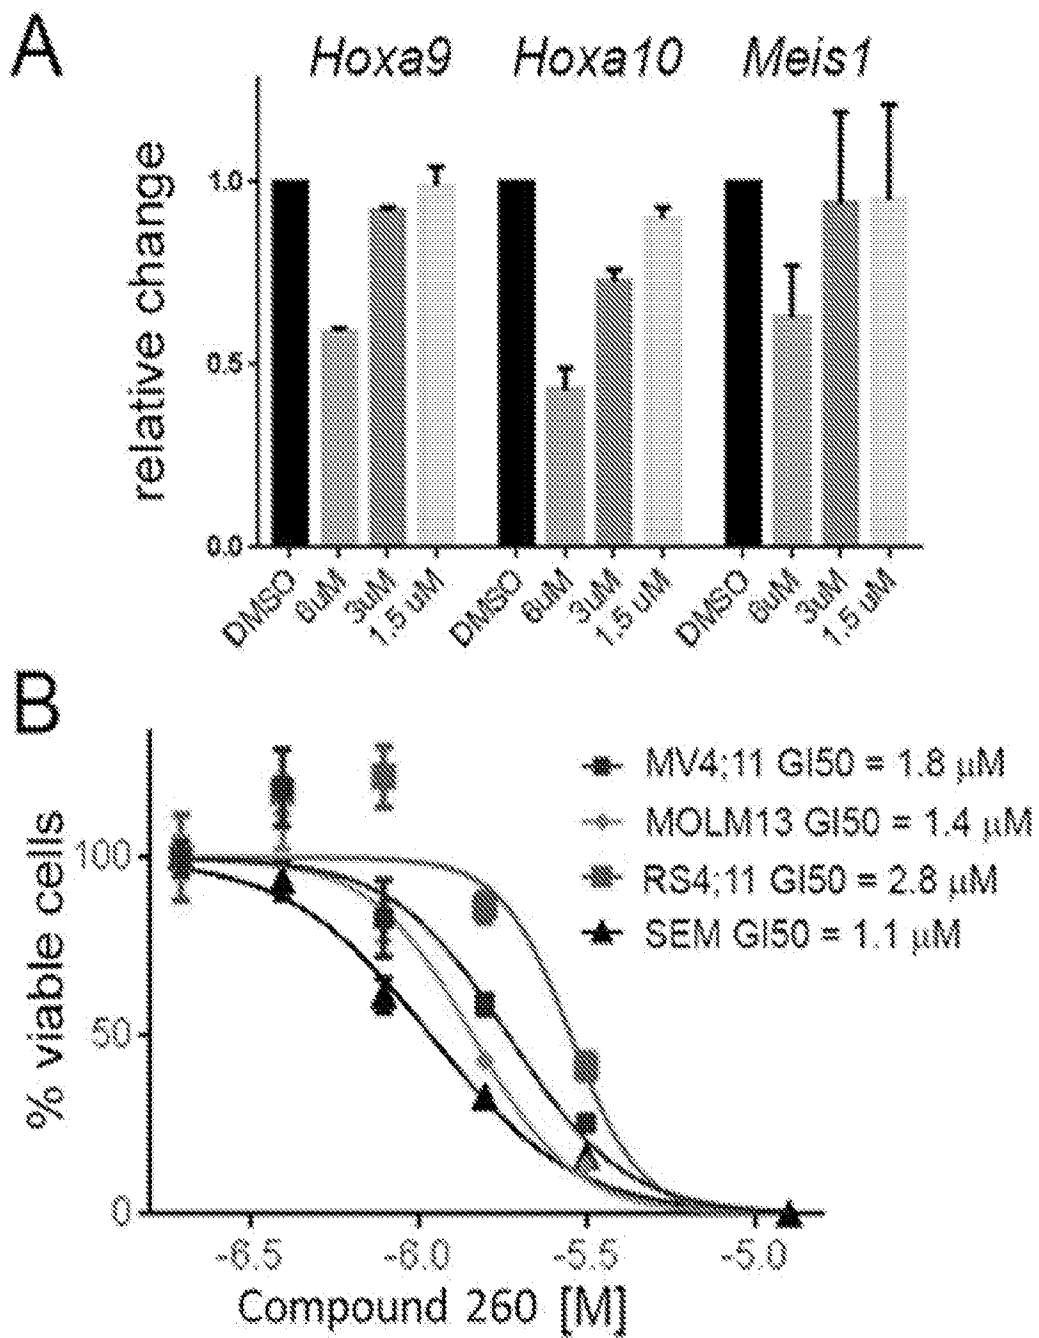 A
Hoxa9 Hoxa10 Meis1
relative change
1.0
0.5
0.0
DMSO 6uM 3uM 1.5 uM DMSO 6uM 3uM 1.5 uM DMSO 6uM 3uM 1.5 uM
B
% viable cells
100
50
0
MV4;11 GI50 = 1.8 µM
MOLM13 GI50 = 1.4 µM
RS4;11 GI50 = 2.8 µM
SEM GI50 = 1.1 µM
-6.5 -6.0 -5.5 -5.0
Compound 260 [M]